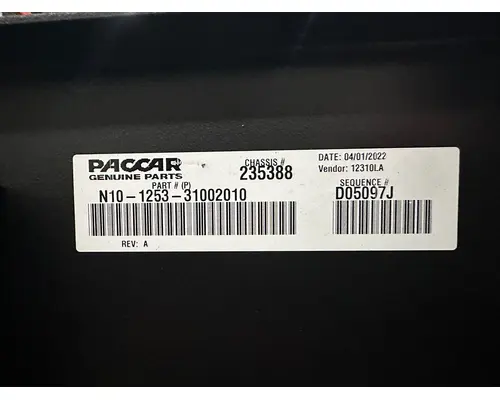 PACCAR
GENUINE PARTS
CHASSIS #
235388
DATE: 04/01/2022
Vendor: 12310LA
PART # (P)
N10-1253-31002010
SEQUENCE #
D05097J
REV: A